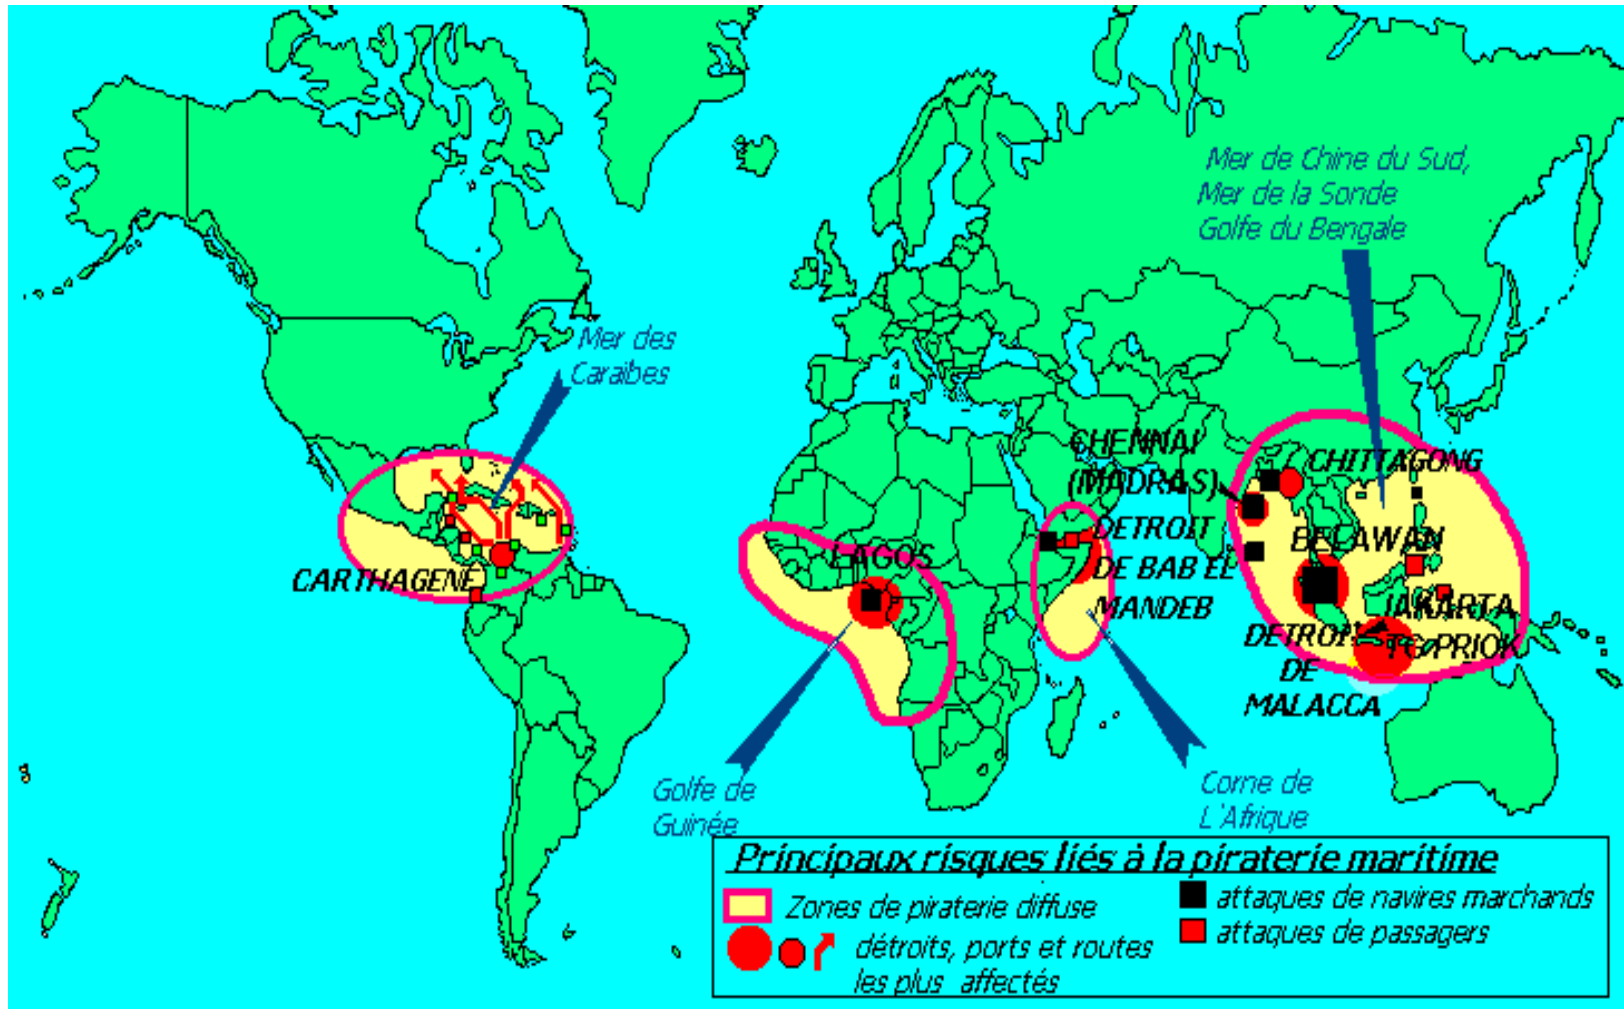 Mer de Chine du Sud,
Mer de la Sonde
Golfe du Bengale
Mer des
Caraibes
CHENNAI
(MADRAS)
CHITTAGONG
DETROIT
DE BAB EL
MANDEB
BELAWAN
LAGOS
CARTHAGENE
JAKARTA
TG PRIOK
DETROIT
DE
MALACCA
Golfe de
Guinée
Corne de
L'Afrique
Principaux risques liés à la piraterie maritime
Zones de piraterie diffuse
détroits, ports et routes
les plus affectés
attaques de navires marchands
attaques de passagers